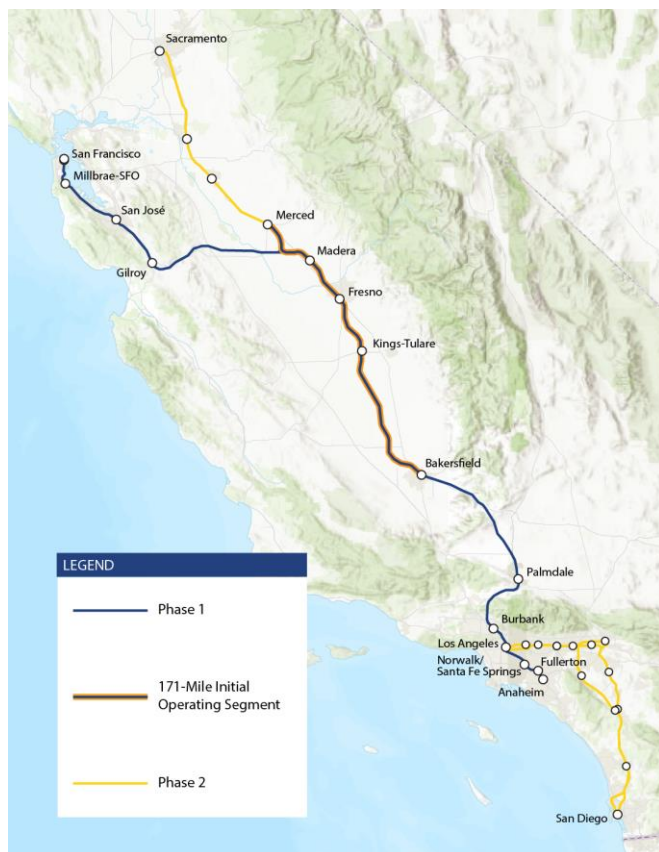 Sacramento
San Francisco
Millbrae-SFO
San José
Merced
Gilroy
Madera
Fresno
Kings-Tulare
Bakersfield
Palmdale
Burbank
Los Angeles
Norwalk/
Santa Fe Springs
Fullerton
Anaheim
San Diego
LEGEND
Phase 1
171-Mile Initial
Operating Segment
Phase 2